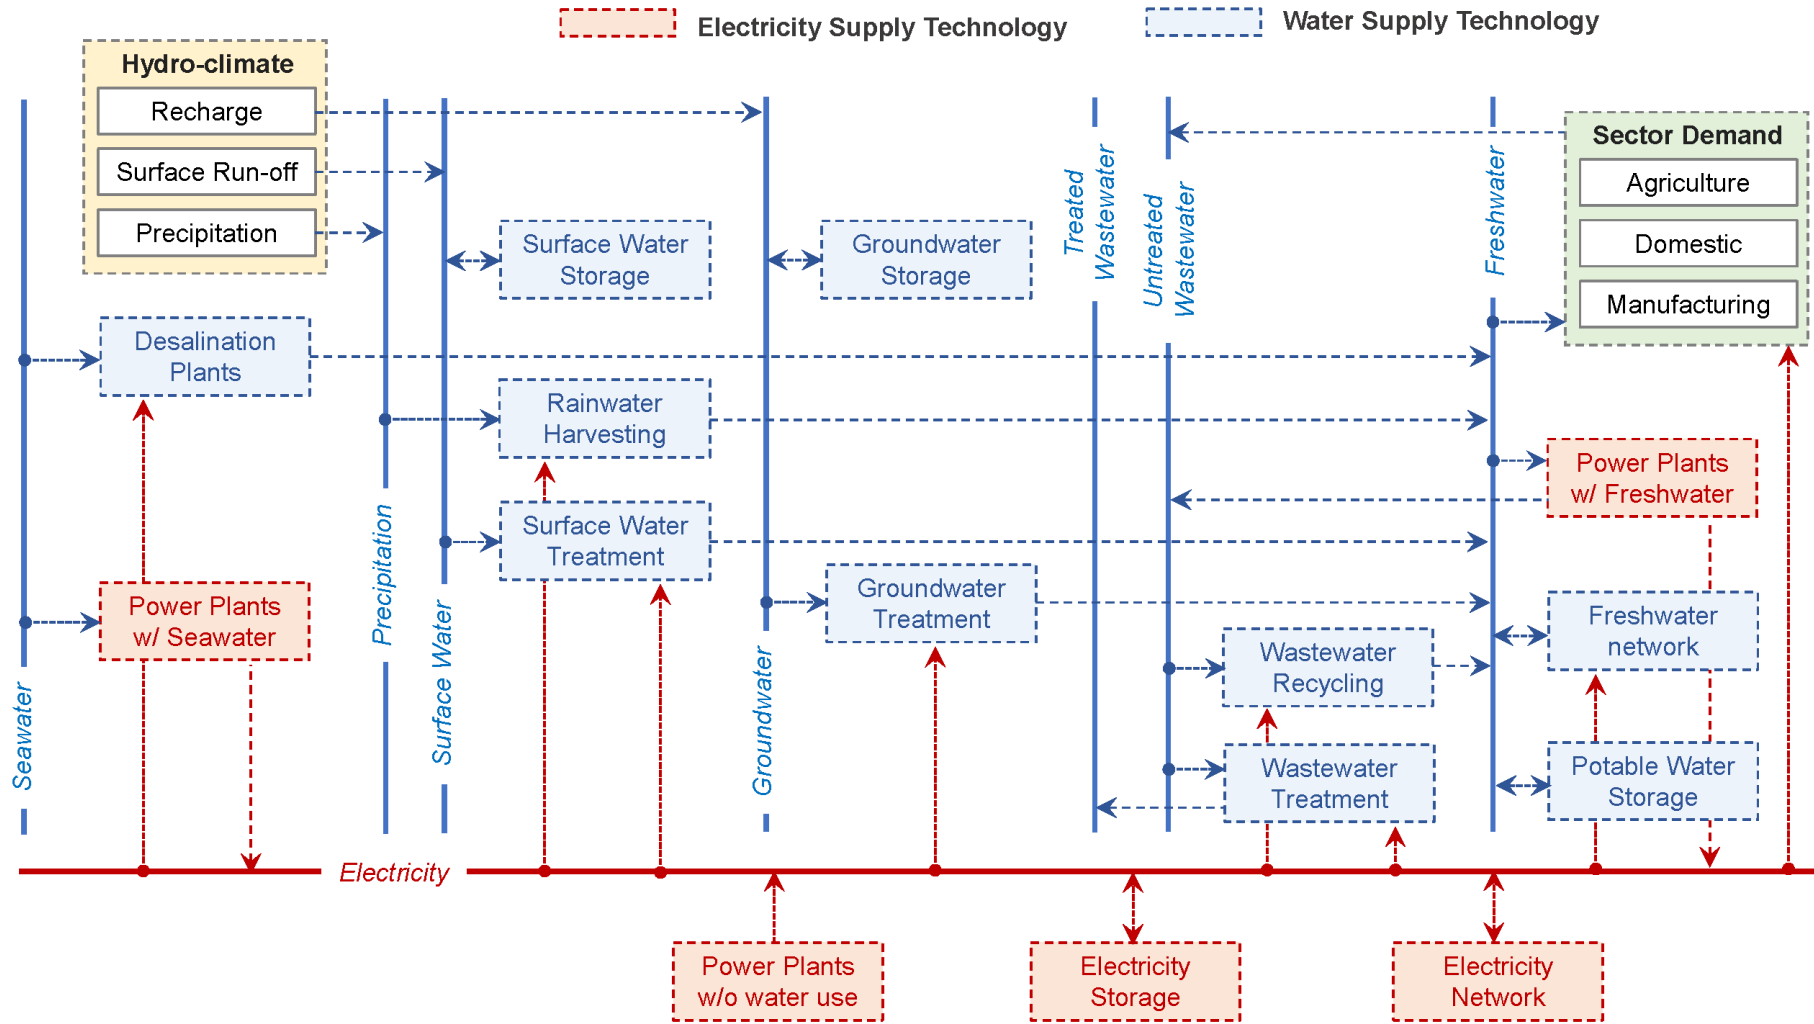 Electricity Supply Technology
Water Supply Technology
Hydro-climate
Recharge
Surface Run-off
Precipitation
Sector Demand
Agriculture
Domestic
Manufacturing
Surface Water
Storage
Groundwater
Storage
Treated
Wastewater
Untreated
Wastewater
Freshwater
Desalination
Plants
Rainwater
Harvesting
Power Plants
w/ Freshwater
Surface Water
Treatment
Precipitation
Power Plants
w/ Seawater
Groundwater
Treatment
Freshwater
network
Wastewater
Recycling
Seawater
Surface Water
Groundwater
Wastewater
Treatment
Potable Water
Storage
Electricity
Power Plants
w/o water use
Electricity
Storage
Electricity
Network